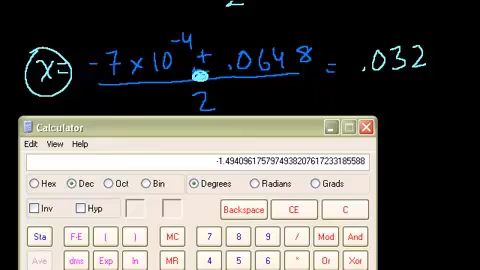 2
x = -7 x 10^-4 + .0648 / 2 = .032
Calculator
Edit View Help
-1.4940961757974938207617233185588
Hex Dec Oct Bin Degrees Radians Grads
Inv Hyp Backspace CE C
Sta F-E ( ) MC 7 8 9 / Mod And
Ave dms Exp ln MR 4 5 6 * Or Xor